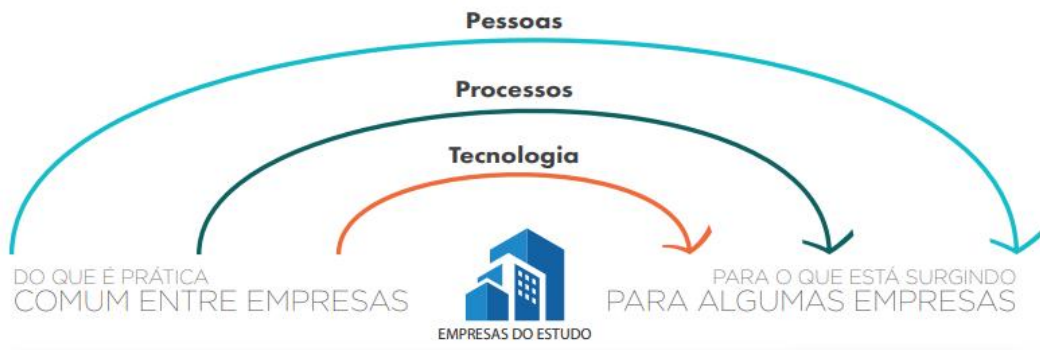 Pessoas
Processos
Tecnologia
DO QUE É PRÁTICA
COMUM ENTRE EMPRESAS
PARA O QUE ESTÁ SURGINDO
PARA ALGUMAS EMPRESAS
EMPRESAS DO ESTUDO